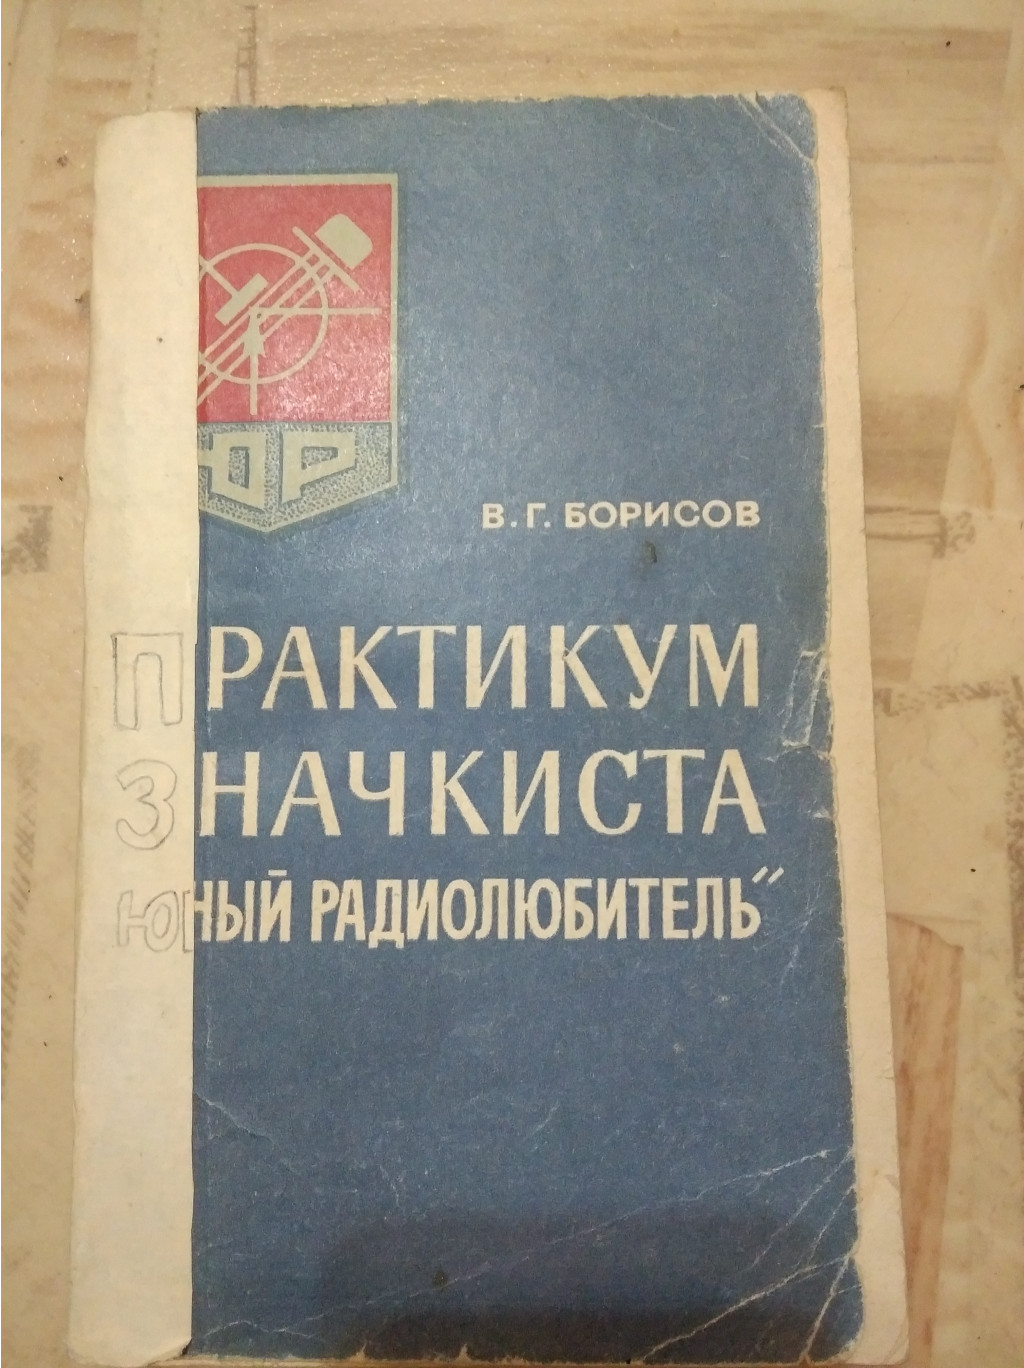 ЮР
В. Г. БОРИСОВ
ПРАКТИКУМ
ЗНАЧКИСТА
ЮНЫЙ РАДИОЛЮБИТЕЛЬ"